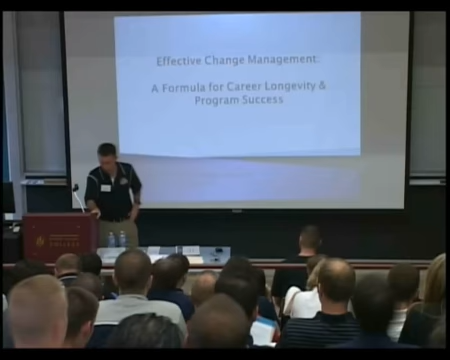 Effective Change Management:
A Formula for Career Longevity &
Program Success